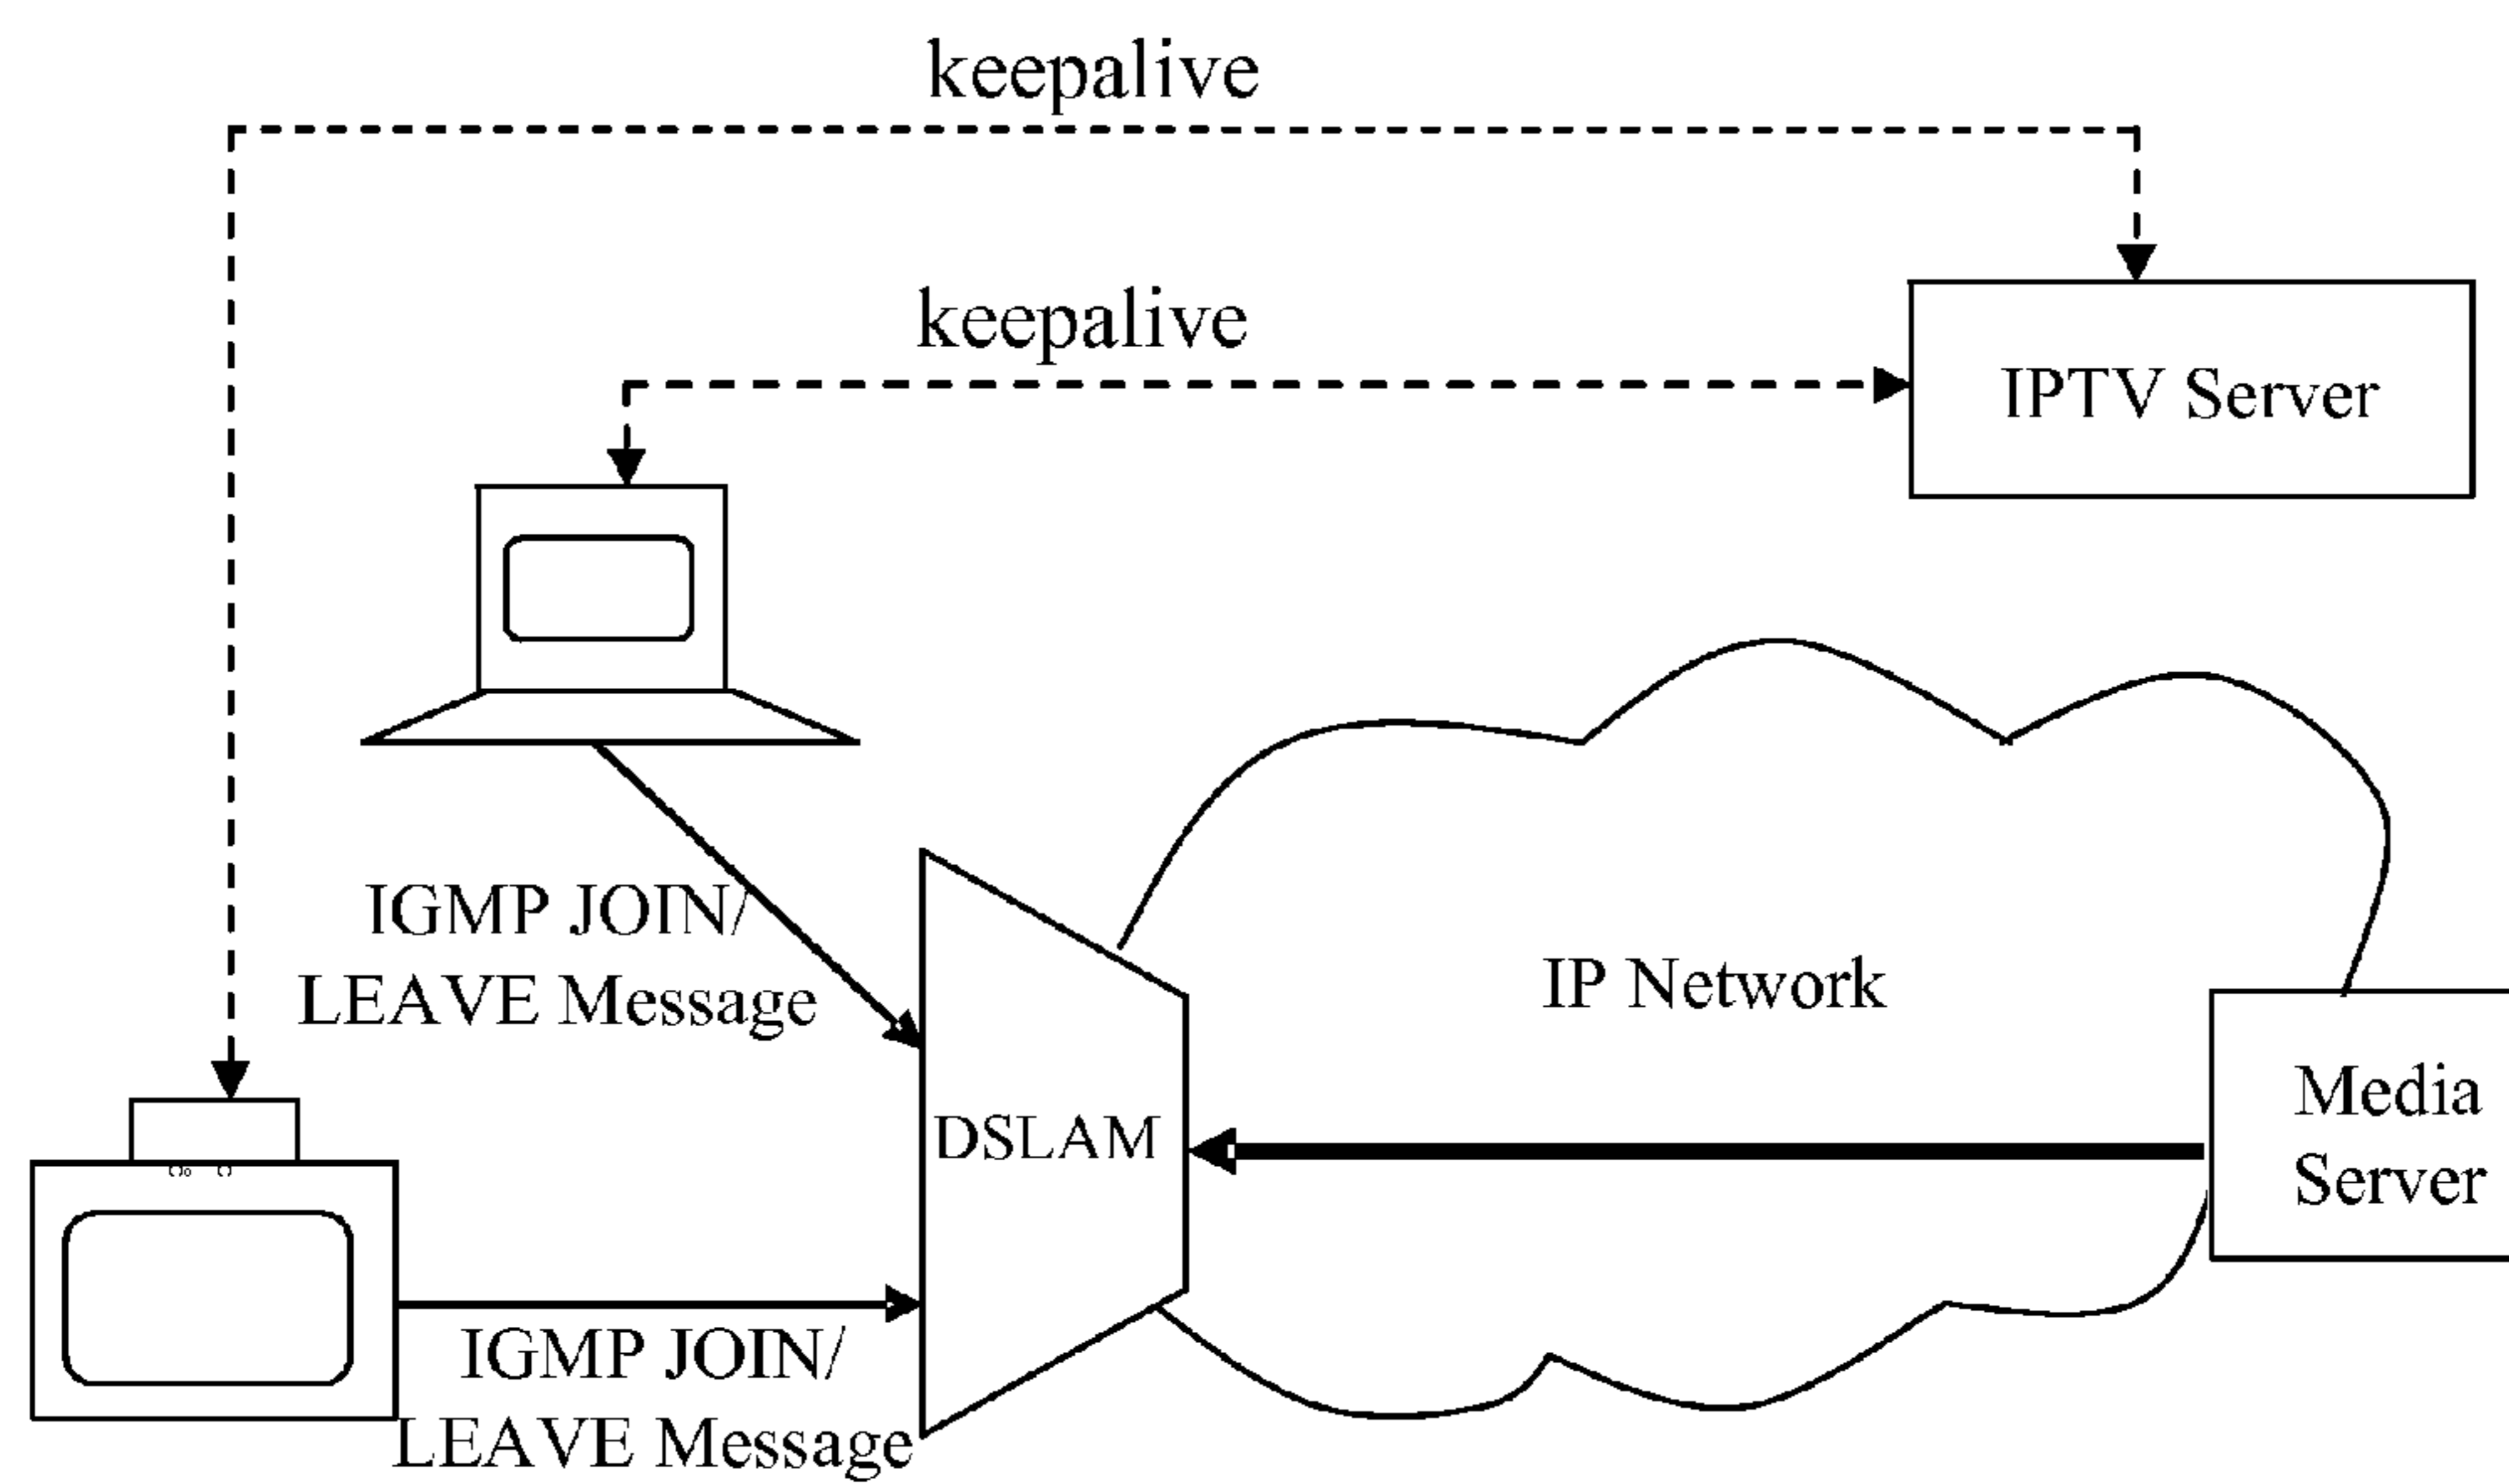 keepalive
keepalive
IPTV Server
IGMP JOIN/
LEAVE Message
IP Network
DSLAM
Media
Server
IGMP JOIN/
LEAVE Message